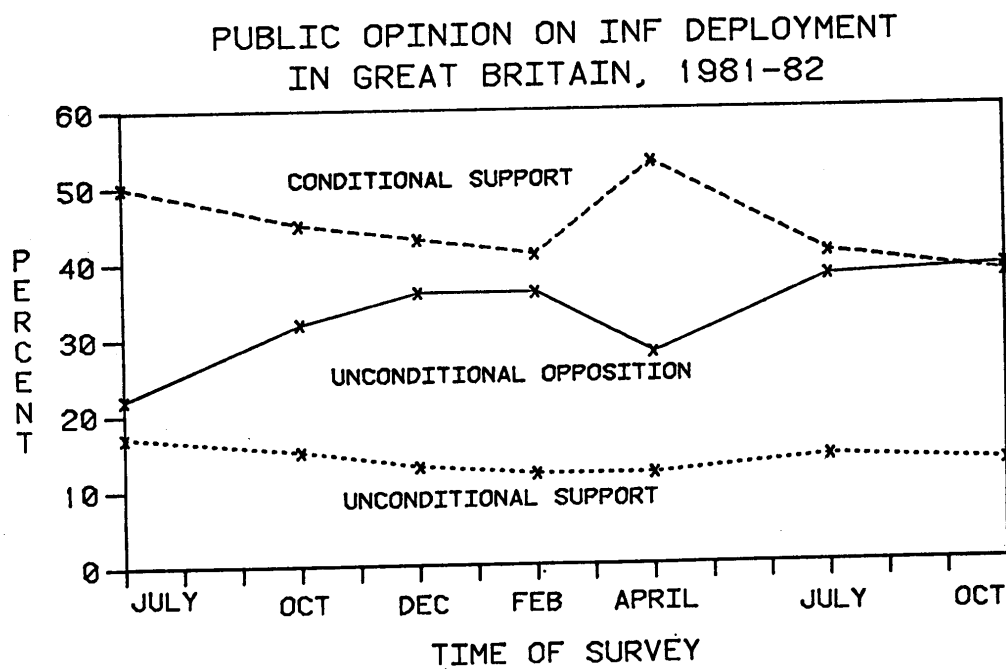 PUBLIC OPINION ON INF DEPLOYMENT
IN GREAT BRITAIN, 1981-82
60
50
40
30
20
10
0
PERCENT
CONDITIONAL SUPPORT
UNCONDITIONAL OPPOSITION
UNCONDITIONAL SUPPORT
JULY OCT DEC FEB APRIL JULY OCT
TIME OF SURVEY